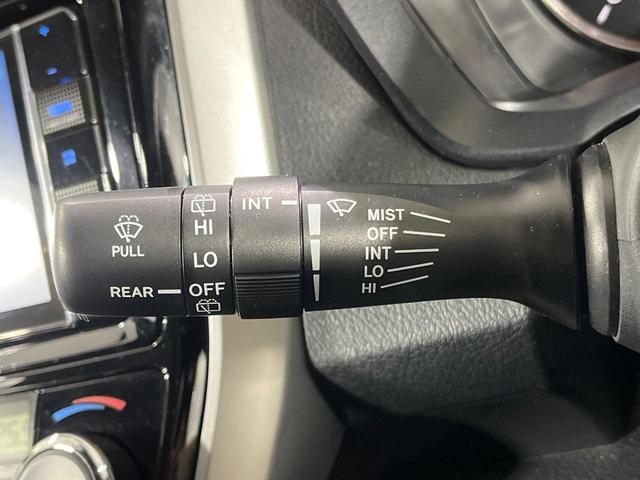 PULL
REAR
HI
LO
OFF
INT
MIST
OFF
INT
LO
HI